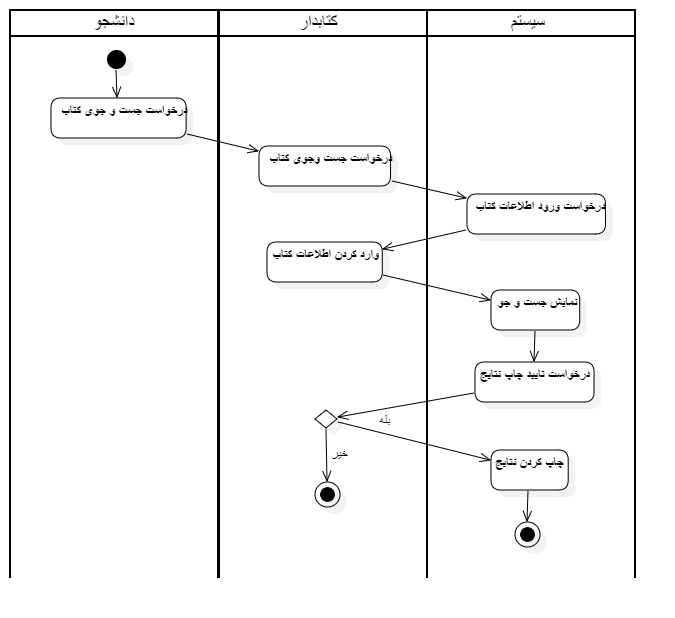 دانشجو
کتابدار
سیستم
درخواست جست و جوی کتاب
درخواست جست وجوی کتاب
درخواست ورود اطلاعات کتاب
وارد کردن اطلاعات کتاب
نمایش جست و جو
درخواست تایید چاپ نتایج
بله
خیر
چاپ کردن نتایج